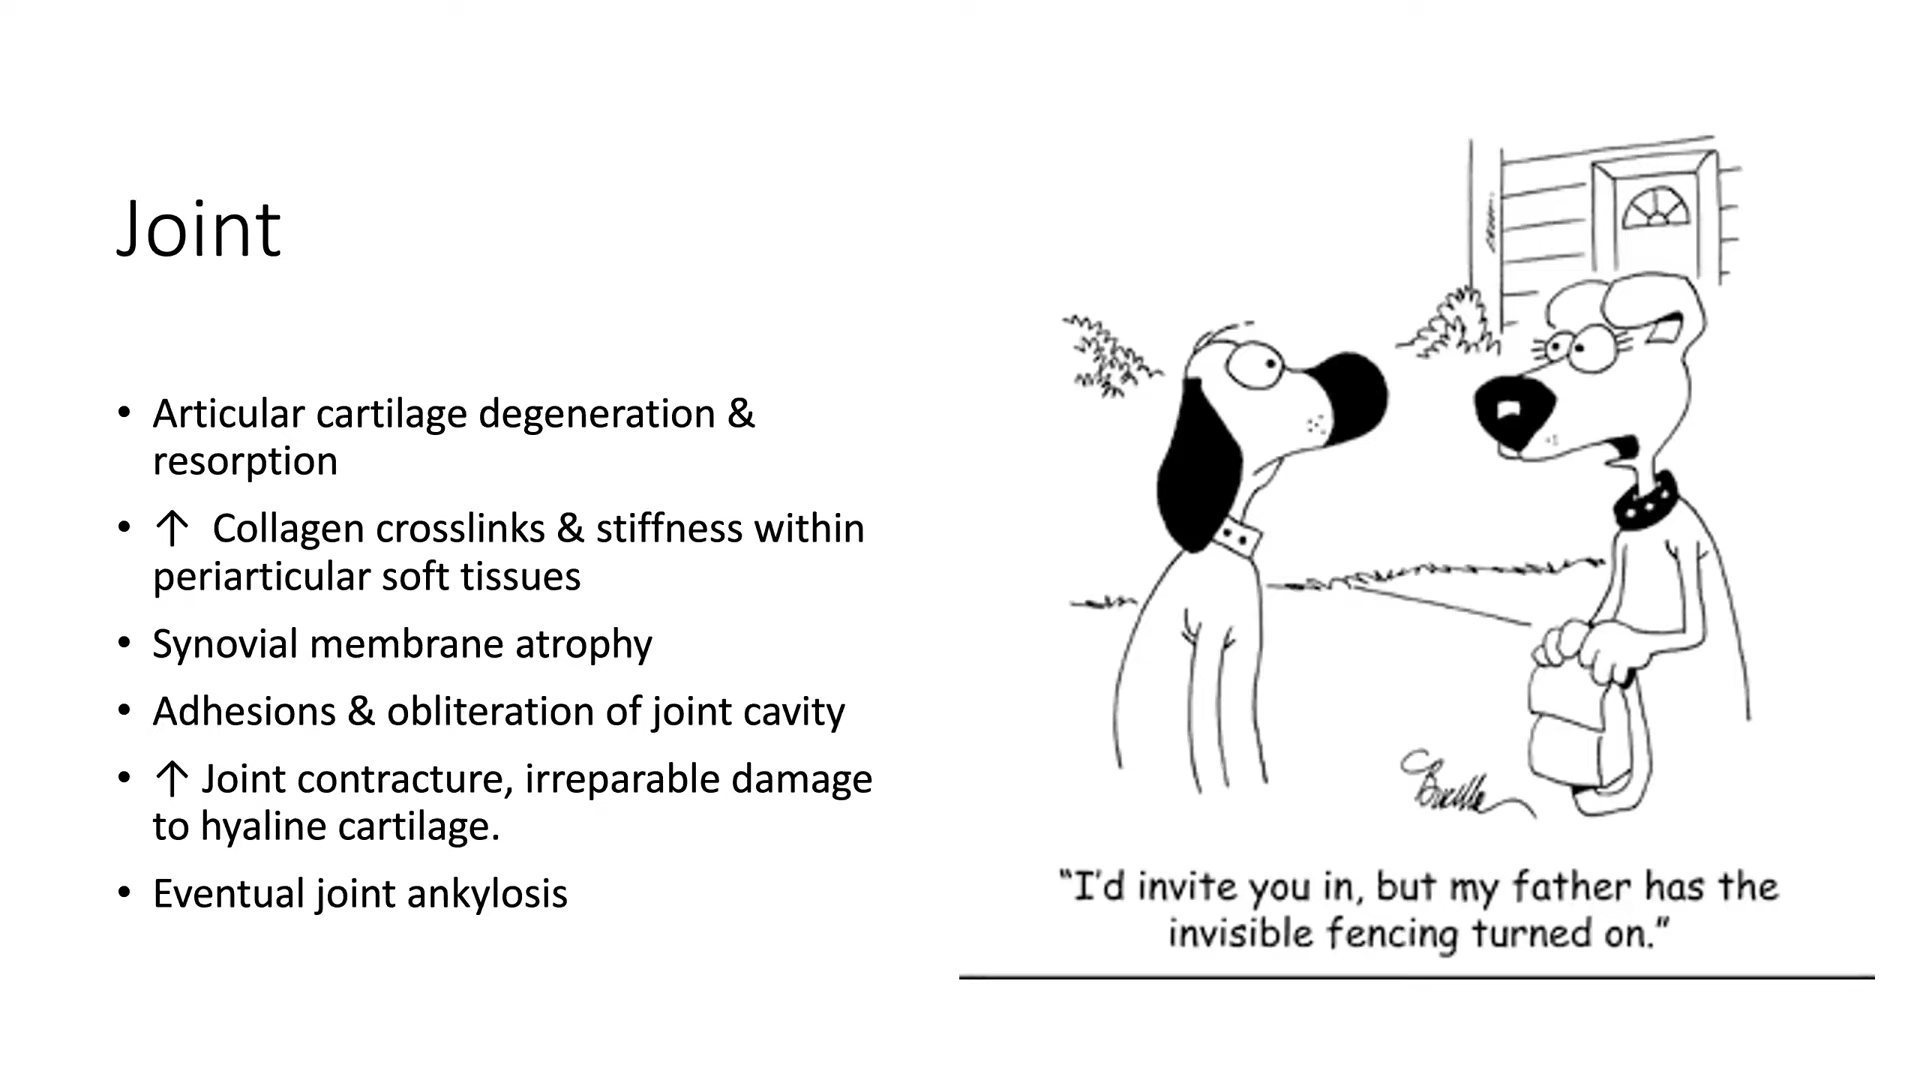 Joint
• Articular cartilage degeneration &
resorption
• ↑ Collagen crosslinks & stiffness within
periarticular soft tissues
• Synovial membrane atrophy
• Adhesions & obliteration of joint cavity
• ↑ Joint contracture, irreparable damage
to hyaline cartilage.
• Eventual joint ankylosis
“I’d invite you in, but my father has the
invisible fencing turned on.”